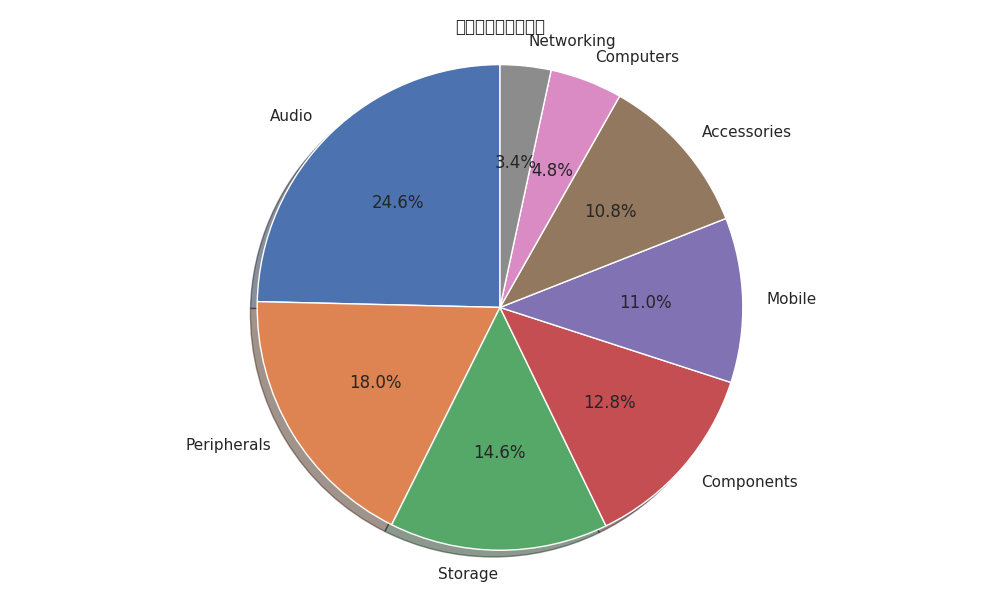 Networking
Computers
Audio
Accessories
3.4%
4.8%
24.6%
10.8%
Mobile
11.0%
18.0%
12.8%
Peripherals
14.6%
Components
Storage